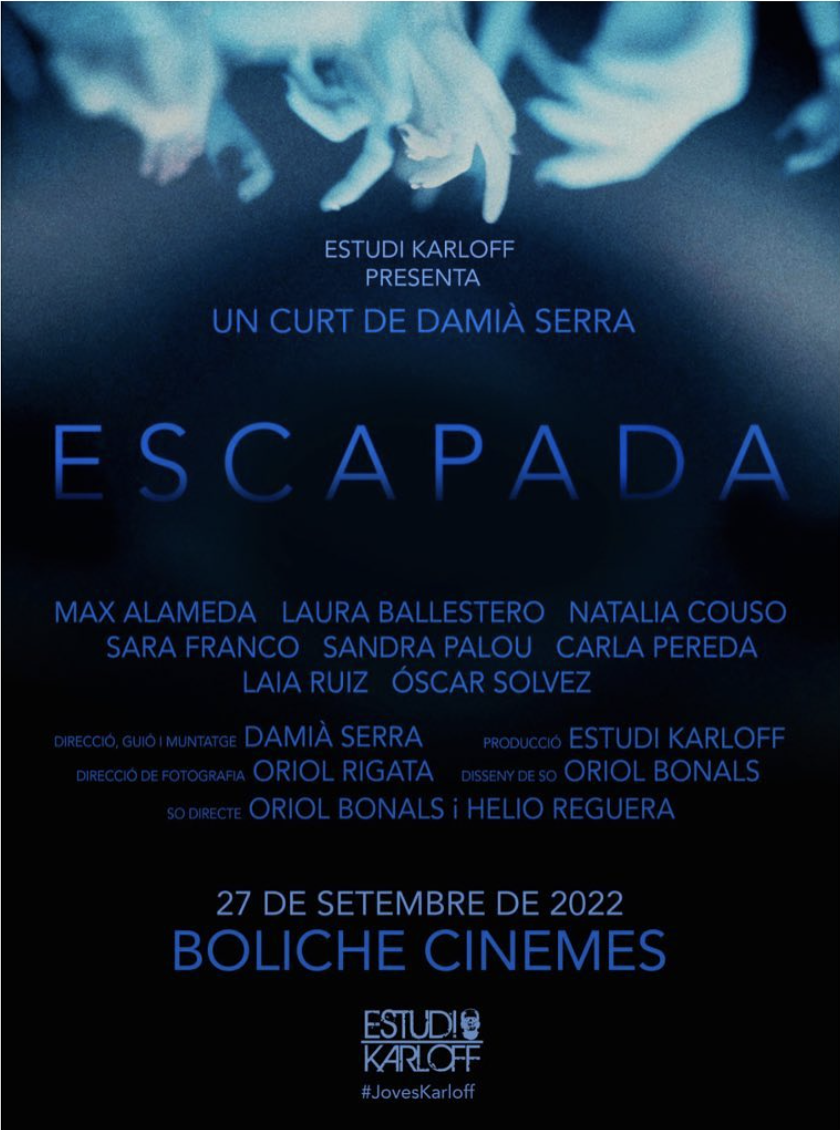 ESTUDI KARLOFF
PRESENTA
UN CURT DE DAMIÀ SERRA
ESCAPADA
MAX ALAMEDA LAURA BALLESTERO NATALIA COUSO
SARA FRANCO SANDRA PALOU CARLA PEREDA
LAIA RUIZ ÓSCAR SOLVEZ
DIRECCIÓ, GUIÓ I MUNTATGE DAMIÀ SERRA PRODUCCIÓ ESTUDI KARLOFF
DIRECCIÓ DE FOTOGRAFIA ORIOL RIGATA DISSENY DE SO ORIOL BONALS
SO DIRECTE ORIOL BONALS i HELIO REGUERA
27 DE SETEMBRE DE 2022
BOLICHE CINEMES
ESTUDI
KARLOFF
#JovesKarloff